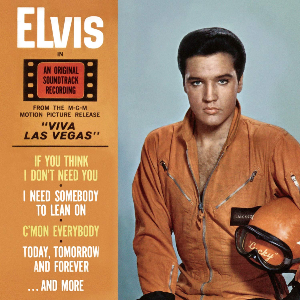 ELVIS
IN
AN ORIGINAL
SOUNDTRACK
RECORDING
FROM THE M-G-M
MOTION PICTURE RELEASE
"VIVA
LAS VEGAS"
IF YOU THINK
I DON'T NEED YOU
I NEED SOMEBODY
TO LEAN ON
C'MON EVERYBODY
TODAY, TOMORROW
AND FOREVER
...AND MORE
Lucky